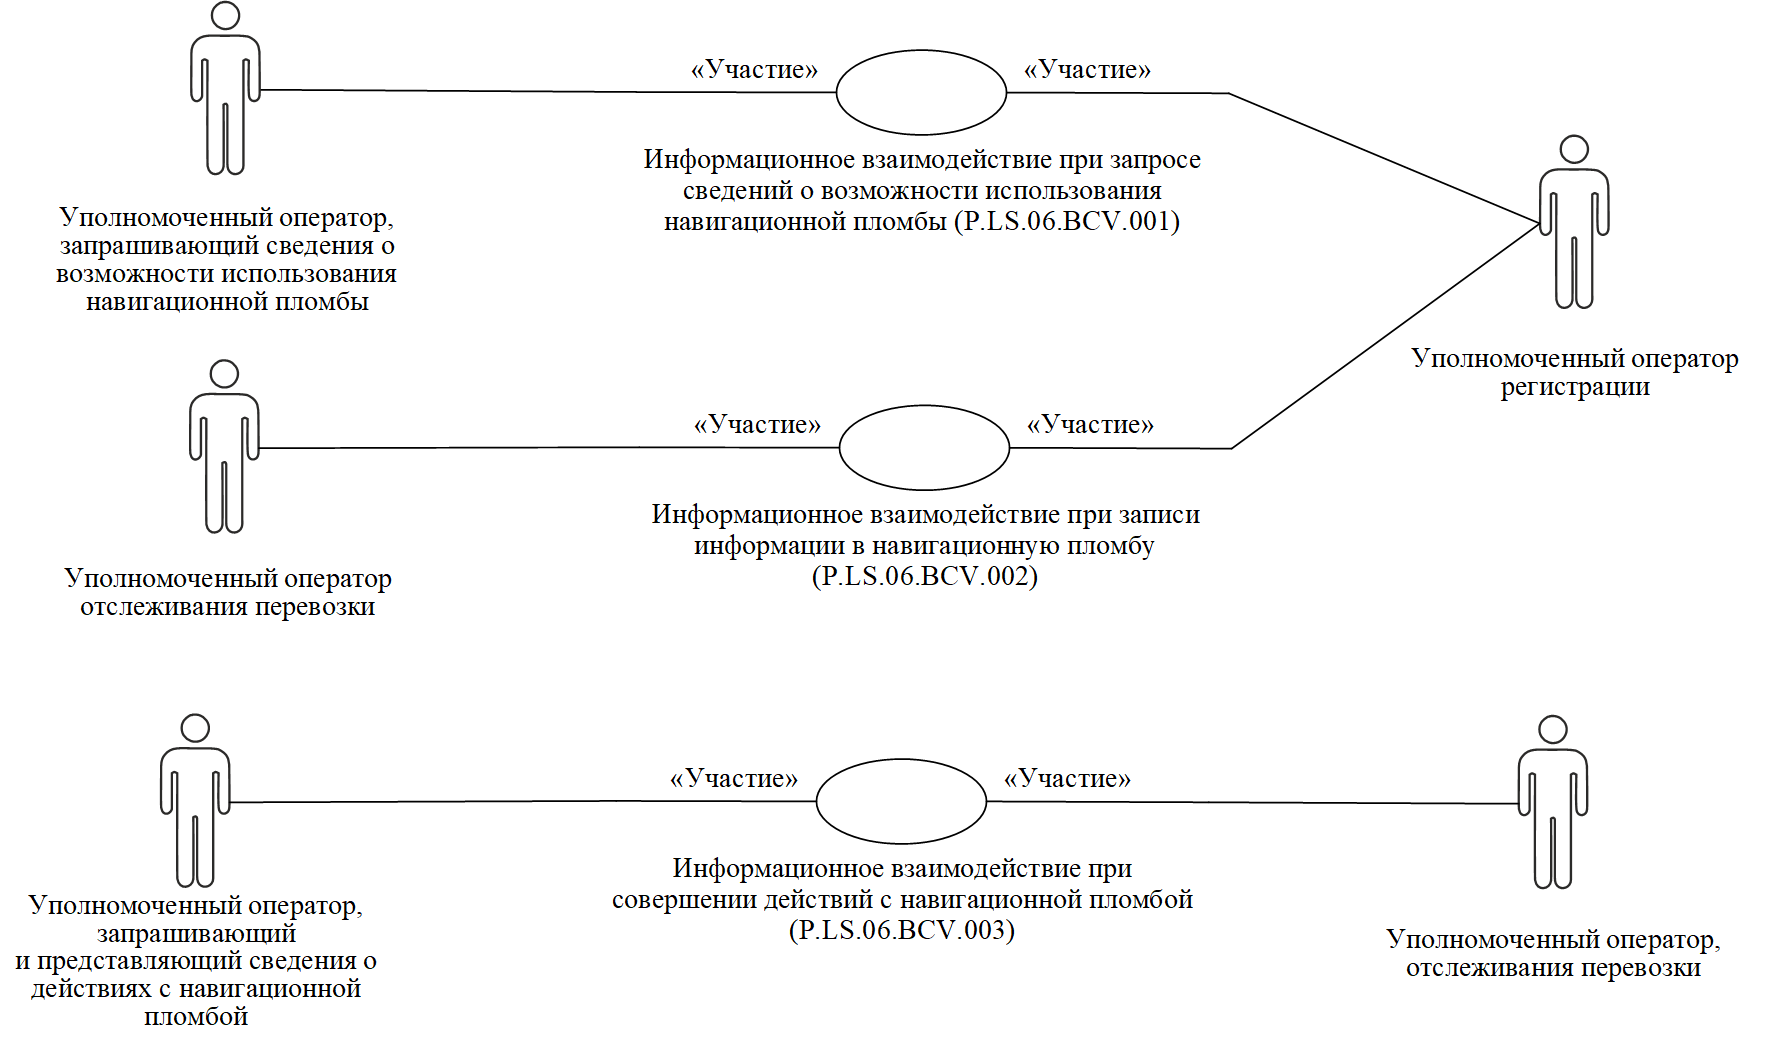 «Участие»
«Участие»
Информационное взаимодействие при запросе
сведений о возможности использования
навигационной пломбы (P.LS.06.BCV.001)
Уполномоченный оператор,
запрашивающий сведения о
возможности использования
навигационной пломбы
Уполномоченный оператор
регистрации
«Участие»
«Участие»
Информационное взаимодействие при записи
информации в навигационную пломбу
(P.LS.06.BCV.002)
Уполномоченный оператор
отслеживания перевозки
«Участие»
«Участие»
Информационное взаимодействие при
совершении действий с навигационной пломбой
(P.LS.06.BCV.003)
Уполномоченный оператор,
запрашивающий
и представляющий сведения о
действиях с навигационной
пломбой
Уполномоченный оператор,
отслеживания перевозки